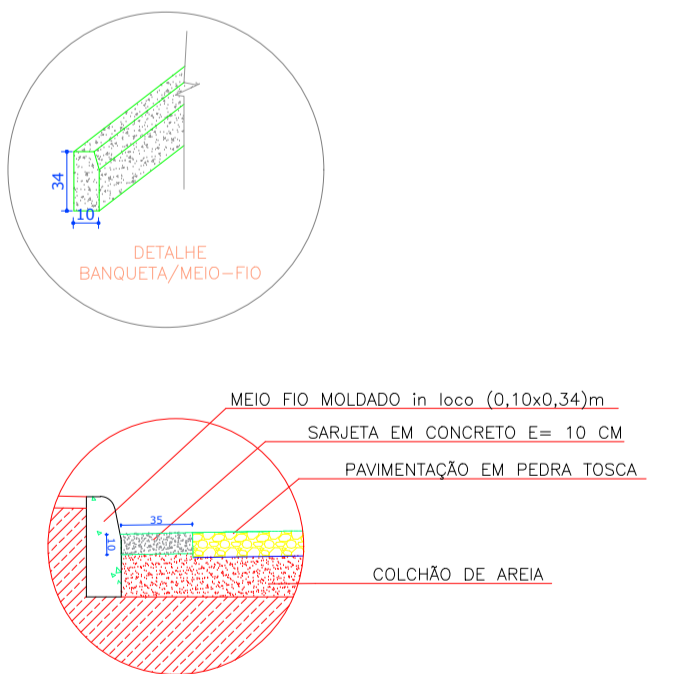 34
10
DETALHE
BANQUETA/MEIO-FIO
MEIO FIO MOLDADO in loco (0,10x0,34)m
SARJETA EM CONCRETO E= 10 CM
PAVIMENTAÇÃO EM PEDRA TOSCA
35
10
COLCHÃO DE AREIA